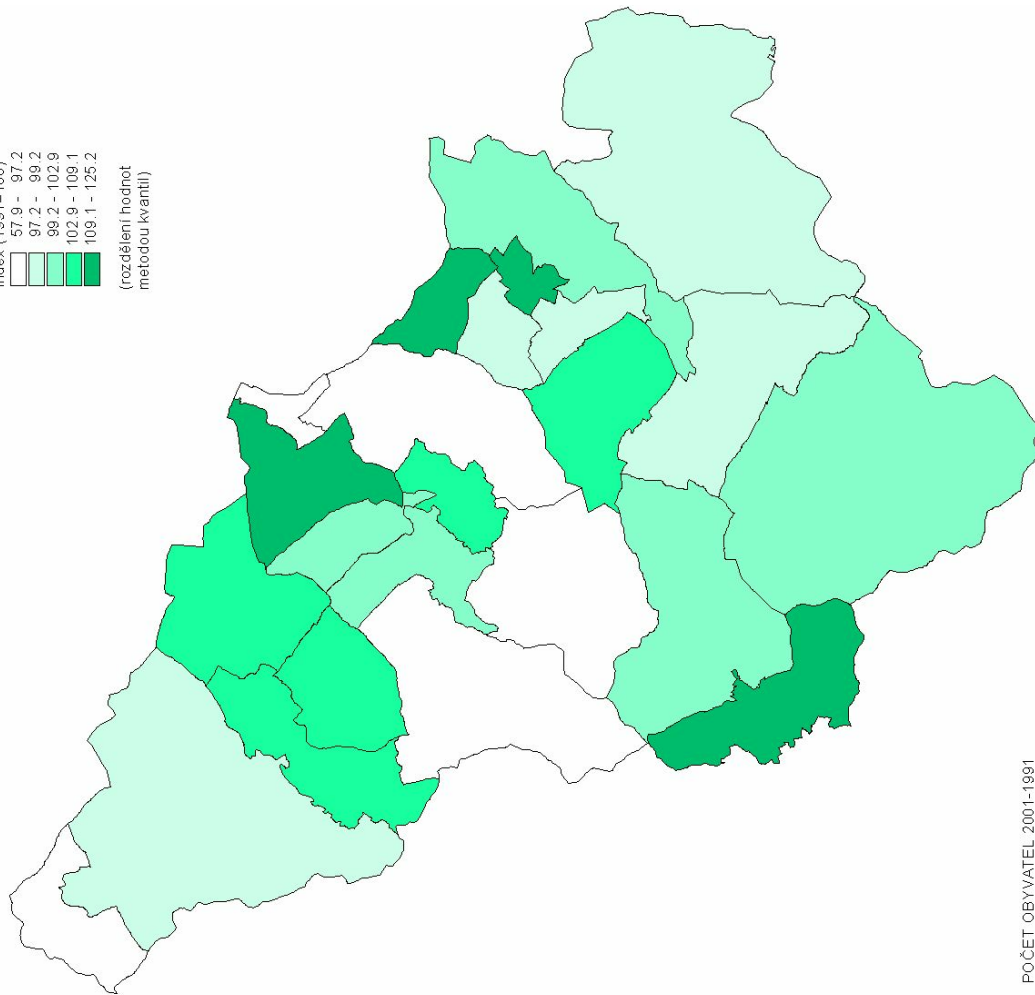 57.9 - 97.2
97.2 - 99.2
99.2 - 102.9
102.9 - 109.1
109.1 - 125.2
(rozdělení hodnot
metodou kvantil)
POČET OBYVATEL 2001-1991